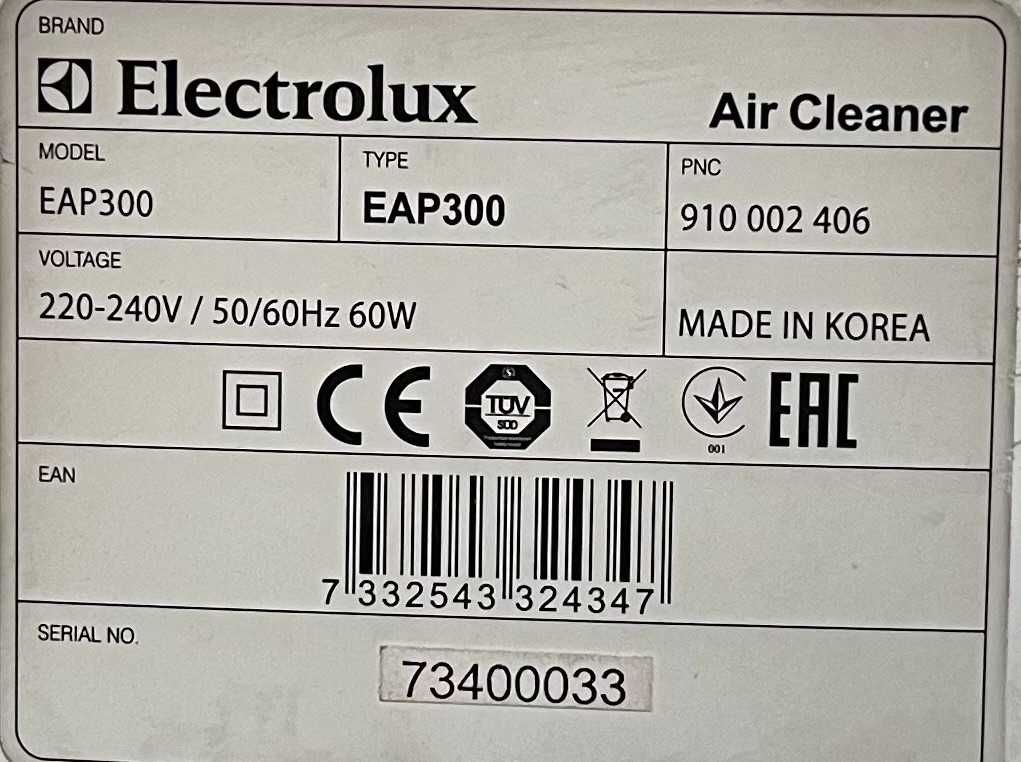 BRAND
Electrolux
Air Cleaner
MODEL
EAP300
TYPE
EAP300
PNC
910 002 406
VOLTAGE
220-240V / 50/60Hz 60W
MADE IN KOREA
CE
TÜV
SÜD
001
EAC
EAN
7 332543 324347
SERIAL NO.
73400033